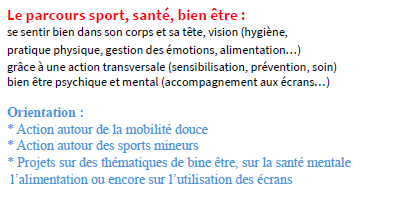 Le parcours sport, santé, bien être :
se sentir bien dans son corps et sa tête, vision (hygiène,
pratique physique, gestion des émotions, alimentation…)
grâce à une action transversale (sensibilisation, prévention, soin)
bien être psychique et mental (accompagnement aux écrans…)
Orientation :
* Action autour de la mobilité douce
* Action autour des sports mineurs
* Projets sur des thématiques de bine être, sur la santé mentale
l’alimentation ou encore sur l’utilisation des écrans